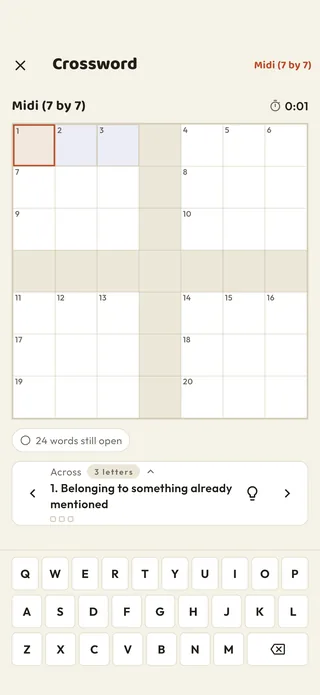 Crossword
Midi (7 by 7)
Midi (7 by 7)
0:01
1 2 3 4 5 6
7 8
9 10
11 12 13 14 15 16
17 18
19 20
24 words still open
Across 3 letters
1. Belonging to something already
mentioned
Q W E R T Y U I O P
A S D F G H J K L
Z X C V B N M